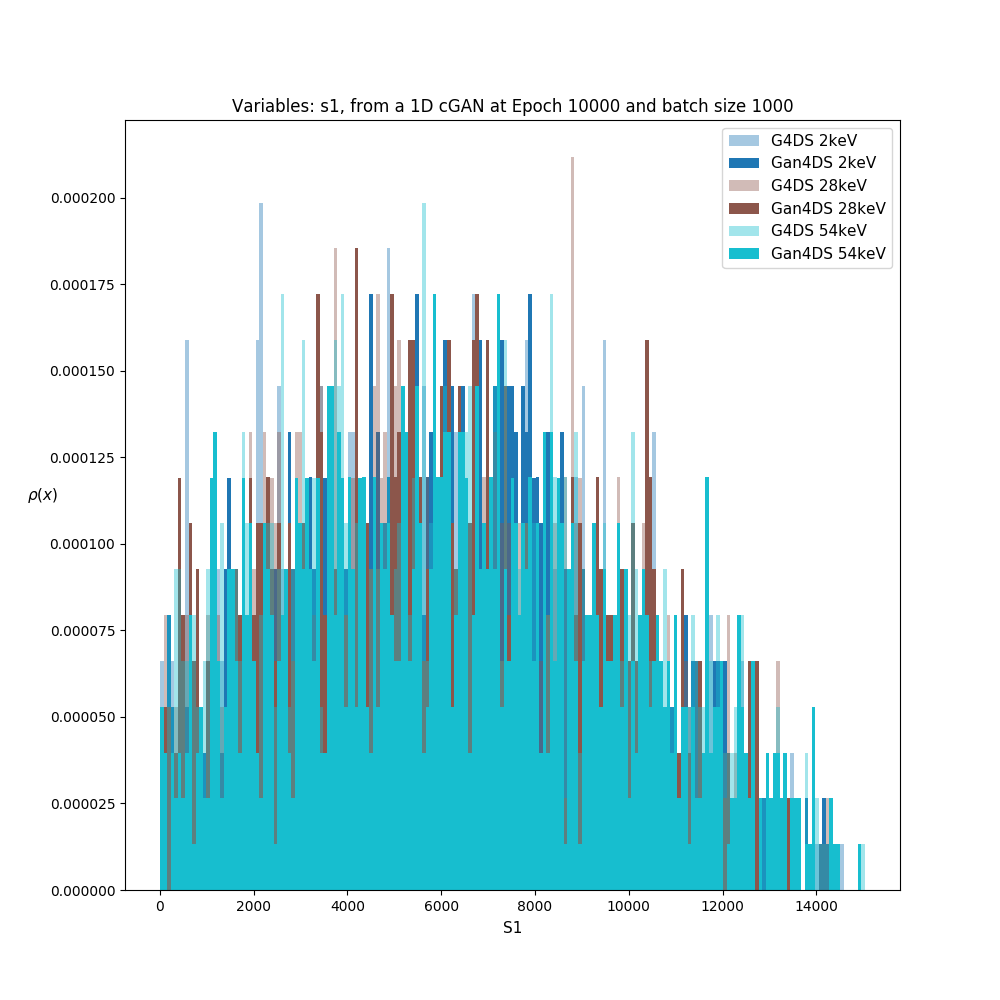 Variables: s1, from a 1D cGAN at Epoch 10000 and batch size 1000
G4DS 2keV
Gan4DS 2keV
G4DS 28keV
Gan4DS 28keV
G4DS 54keV
Gan4DS 54keV
0.000200
0.000175
0.000150
0.000125
ρ(x)
0.000100
0.000075
0.000050
0.000025
0.000000
0 2000 4000 6000 8000 10000 12000 14000
S1